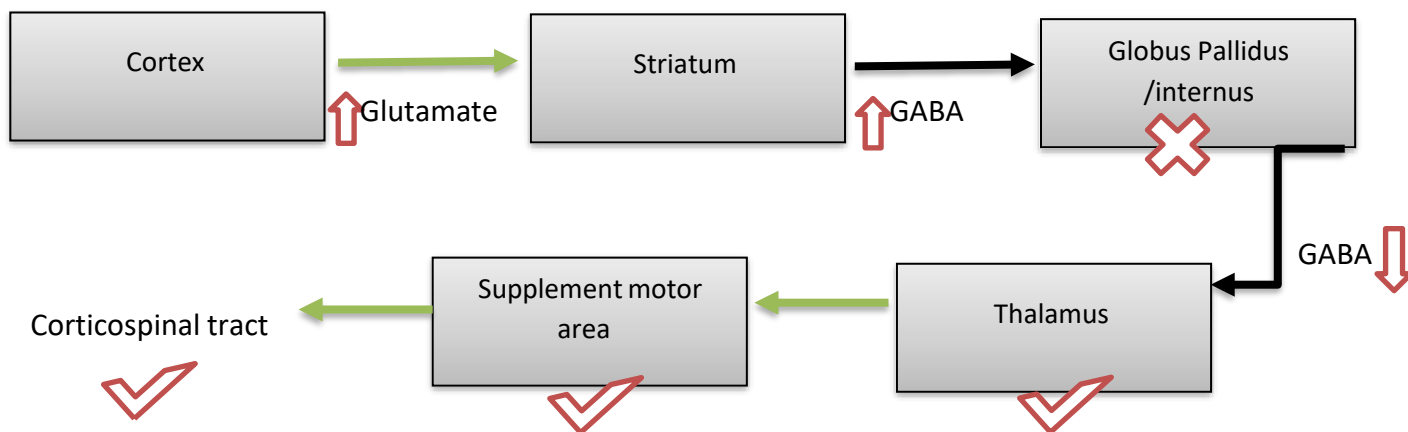 Cortex
Glutamate
Striatum
GABA
Globus Pallidus
/internus
GABA
Thalamus
Supplement motor
area
Corticospinal tract